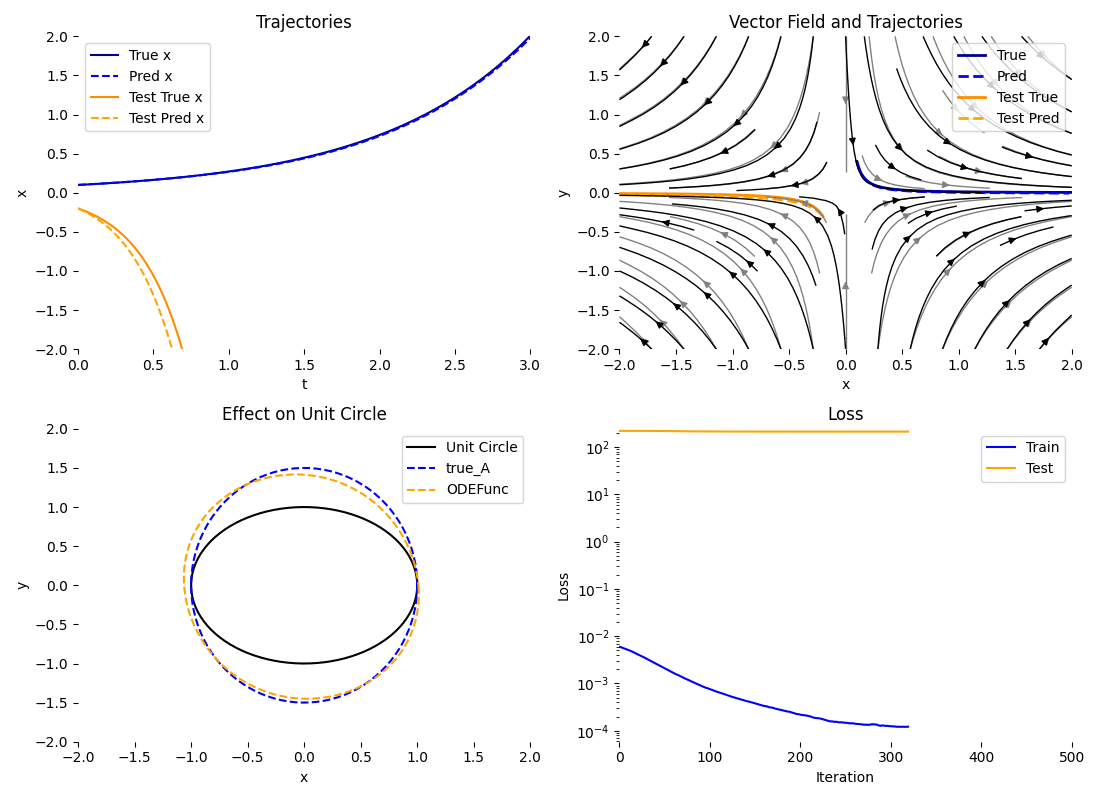 Trajectories
2.0
1.5
1.0
0.5
0.0
−0.5
−1.0
−1.5
−2.0
x
True x
Pred x
Test True x
Test Pred x
0.0 0.5 1.0 1.5 2.0 2.5 3.0
t
Vector Field and Trajectories
2.0
1.5
1.0
0.5
0.0
−0.5
−1.0
−1.5
−2.0
y
True
Pred
Test True
Test Pred
−2.0 −1.5 −1.0 −0.5 0.0 0.5 1.0 1.5 2.0
x
Effect on Unit Circle
2.0
1.5
1.0
0.5
0.0
−0.5
−1.0
−1.5
−2.0
y
Unit Circle
true_A
ODEFunc
−2.0 −1.5 −1.0 −0.5 0.0 0.5 1.0 1.5 2.0
x
Loss
10²
10¹
10⁰
10⁻¹
10⁻²
10⁻³
10⁻⁴
Loss
Train
Test
0 100 200 300 400 500
Iteration